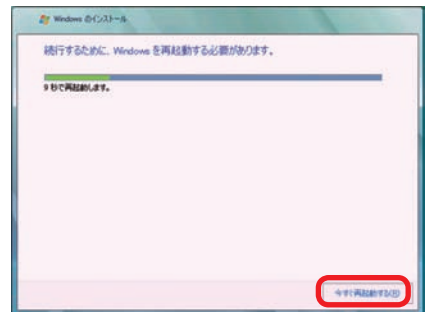 Windows のインストール
続行するために、Windows を再起動する必要があります。
9 秒で再起動します。
今すぐ再起動する(R)